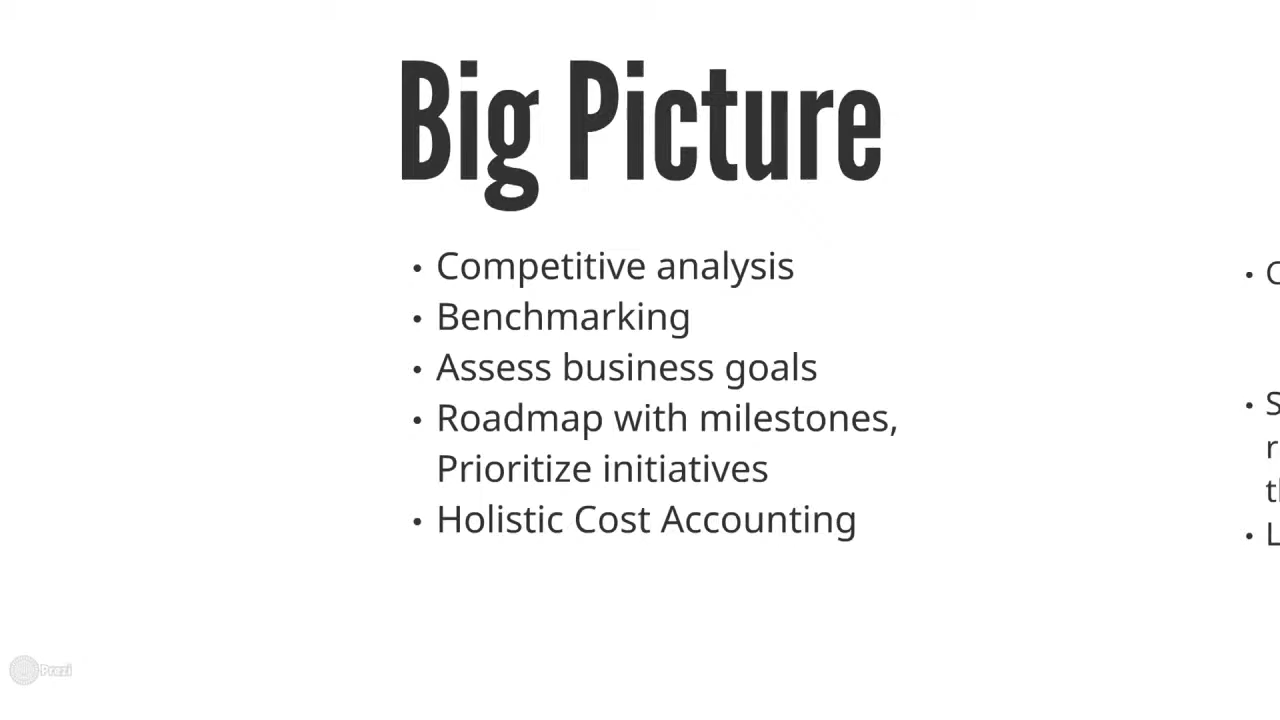 Big Picture
• Competitive analysis
• Benchmarking
• Assess business goals
• Roadmap with milestones,
Prioritize initiatives
• Holistic Cost Accounting
Prezi